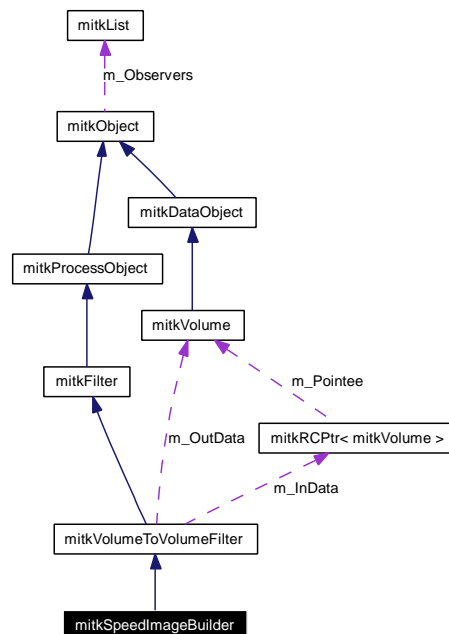 mitkList
m_Observers
mitkObject
mitkDataObject
mitkProcessObject
mitkVolume
mitkFilter
m_Pointee
m_OutData
mitkRCPtr< mitkVolume >
m_InData
mitkVolumeToVolumeFilter
mitkSpeedImageBuilder